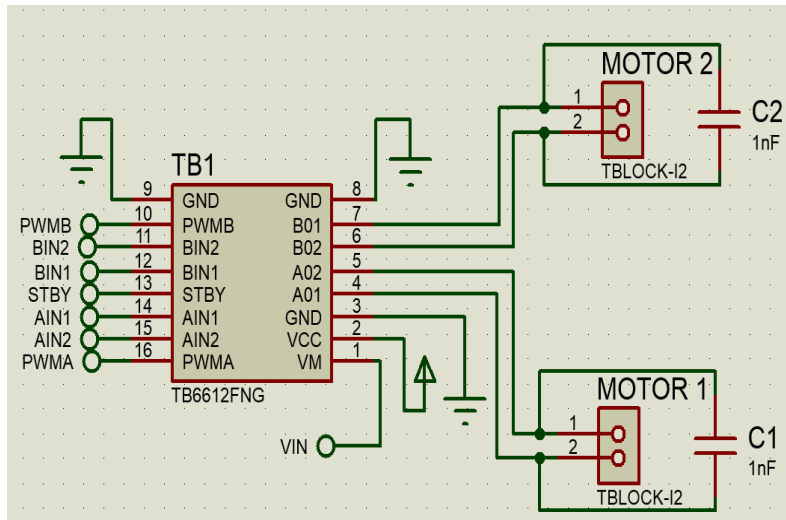 MOTOR 2
1
2
TBLOCK-I2
C2
1nF
TB1
9 GND GND 8
PWMB 10 PWMB B01 7
BIN2 11 BIN2 B02 6
BIN1 12 BIN1 A02 5
STBY 13 STBY A01 4
AIN1 14 AIN1 GND 3
AIN2 15 AIN2 VCC 2
PWMA 16 PWMA VM 1
TB6612FNG
VIN
MOTOR 1
1
2
TBLOCK-I2
C1
1nF